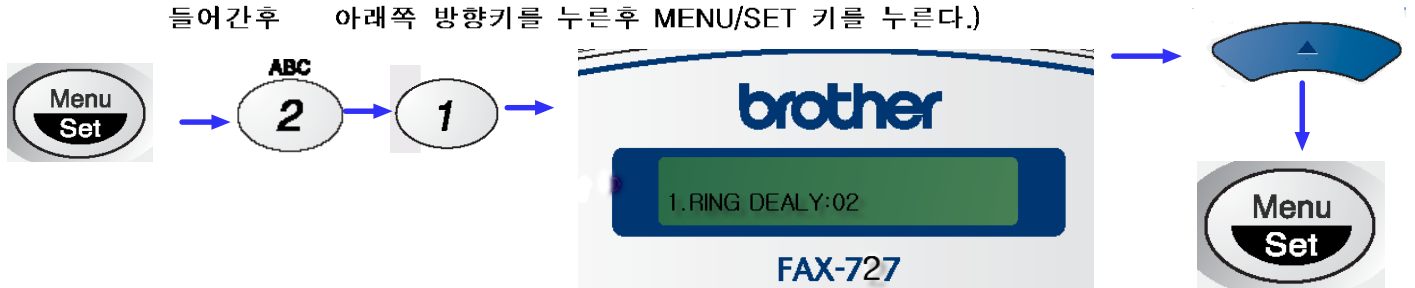 들어간후 아래쪽 방향키를 누른후 MENU/SET 키를 누른다.)
Menu
Set
ABC
2
1
brother
1.RING DEALY:02
FAX-727
Menu
Set